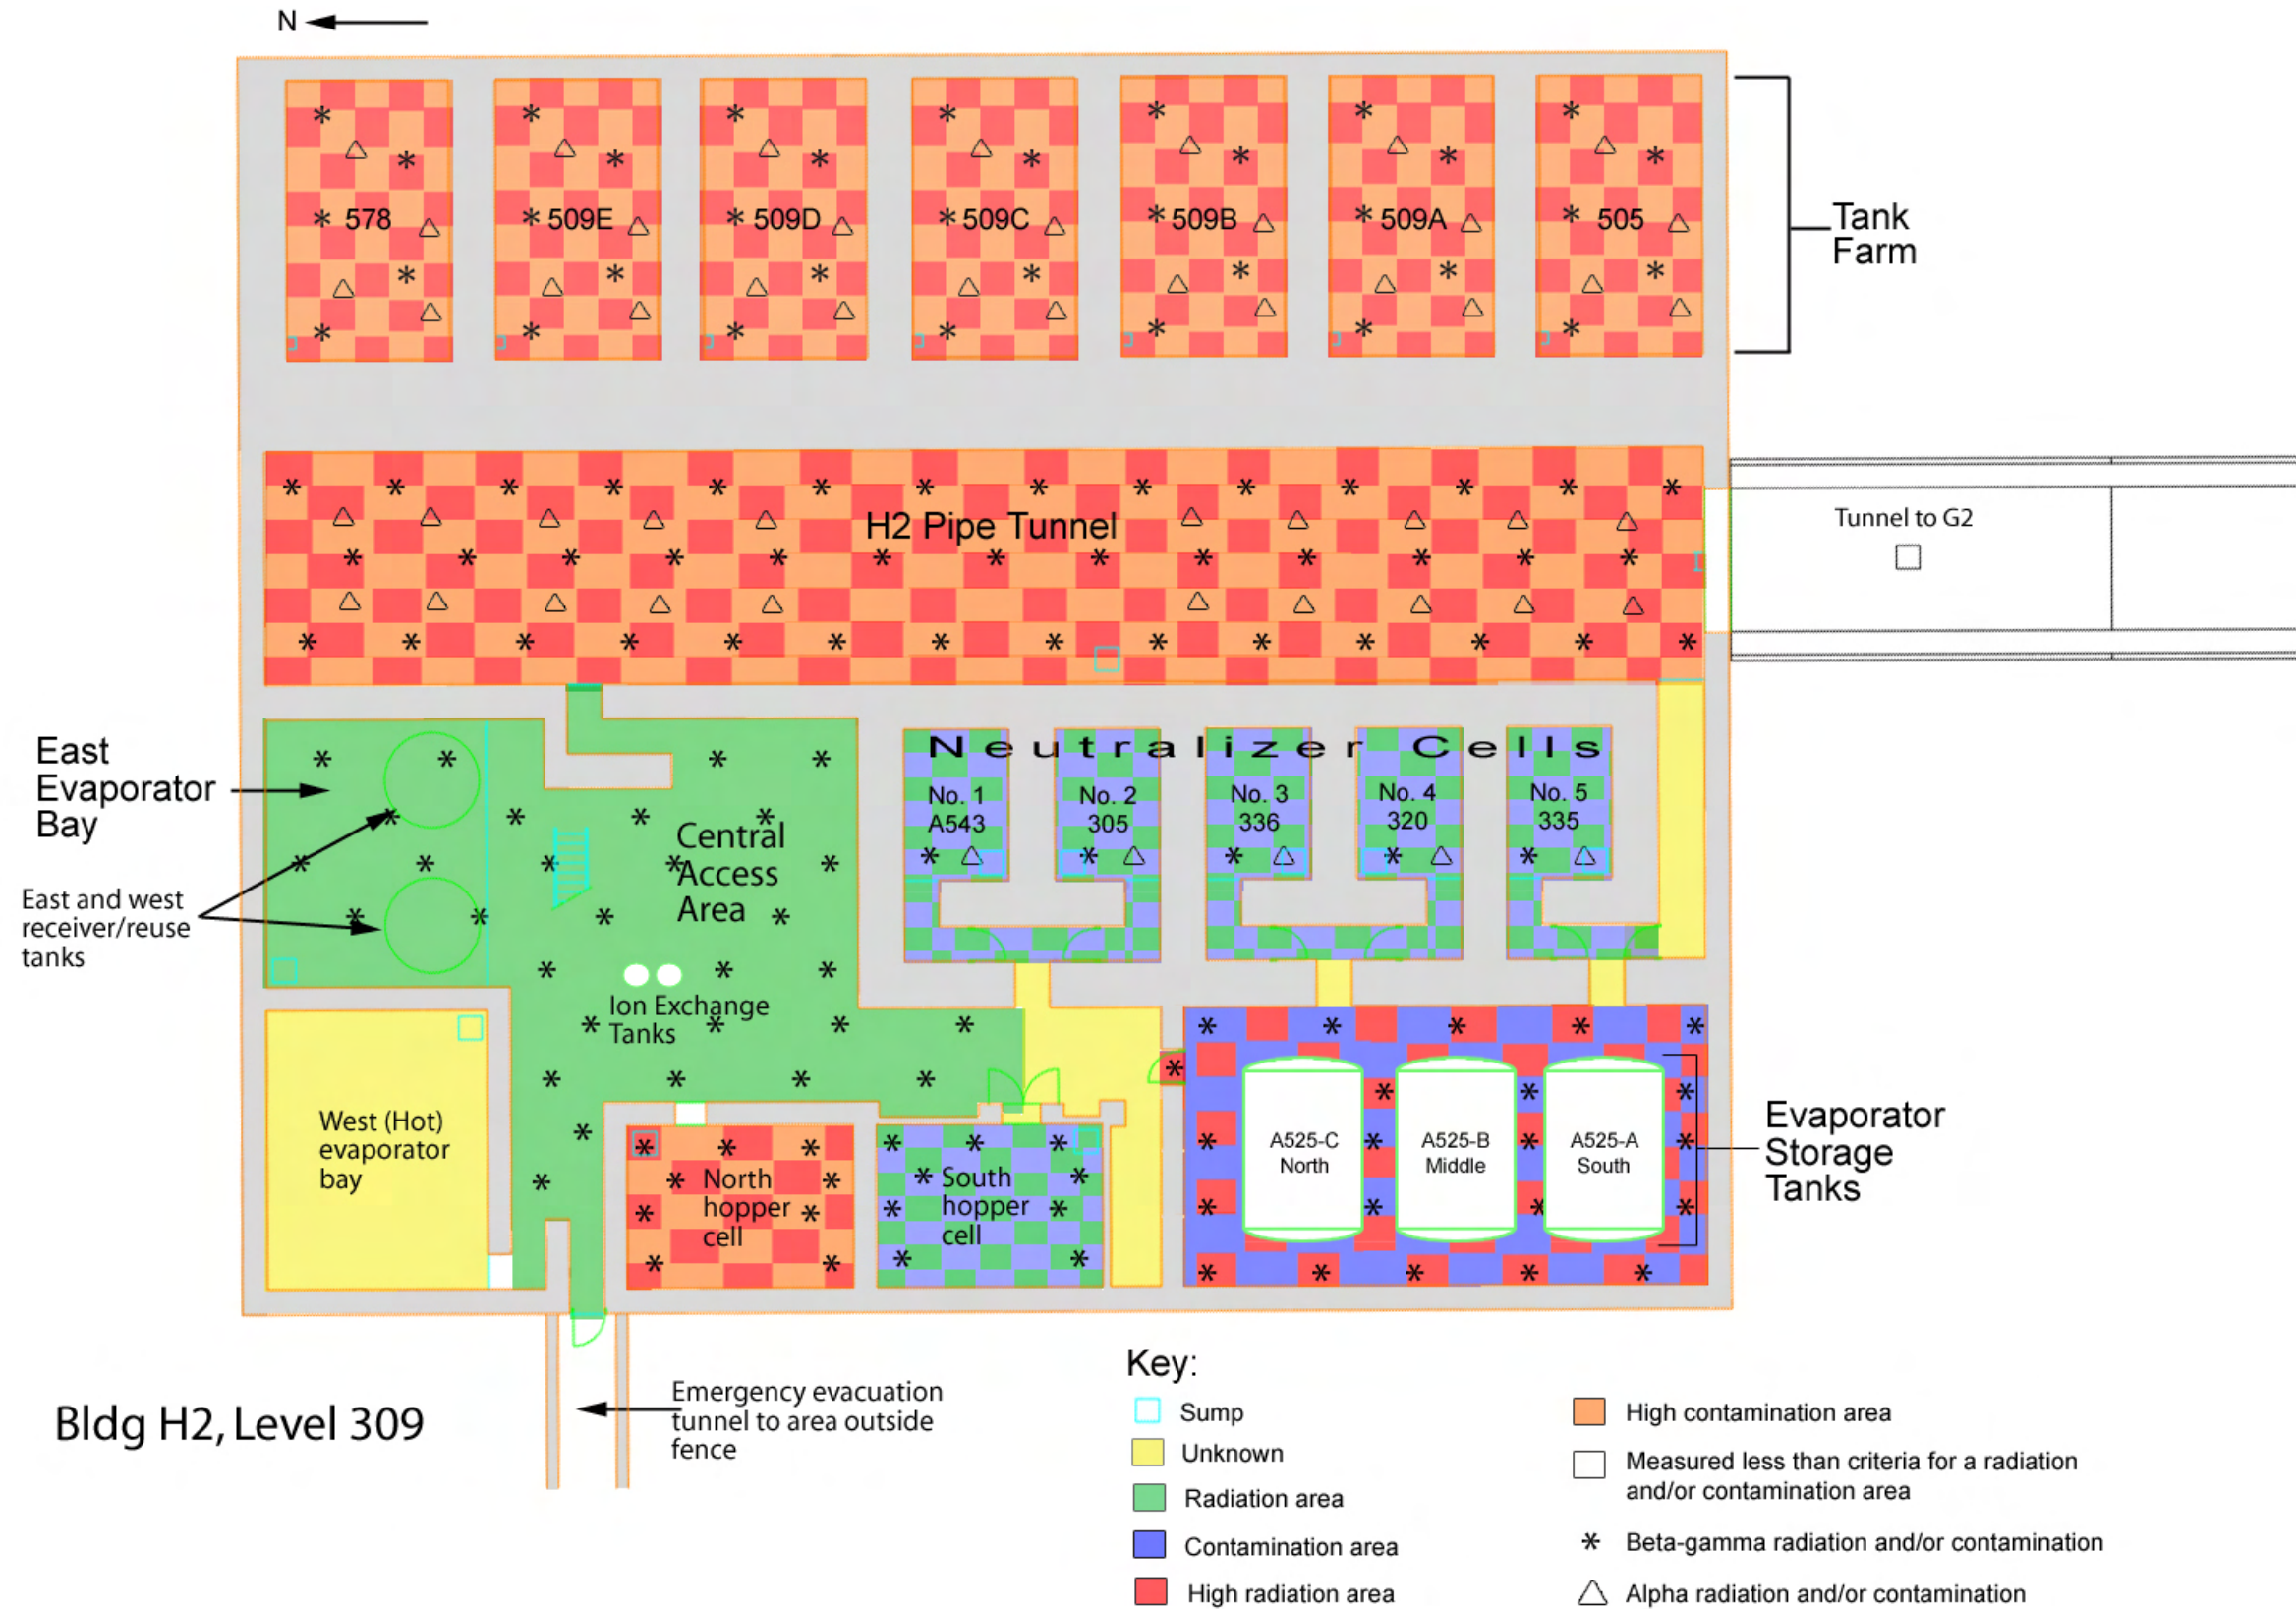 N
578
509E
509D
509C
509B
509A
505
Tank
Farm
H2 Pipe Tunnel
Tunnel to G2
East
Evaporator
Bay
East and west
receiver/reuse
tanks
Central
Access
Area
Ion Exchange
Tanks
Neutralizer Cells
No. 1
A543
No. 2
305
No. 3
336
No. 4
320
No. 5
335
West (Hot)
evaporator
bay
North
hopper
cell
South
hopper
cell
A525-C
North
A525-B
Middle
A525-A
South
Evaporator
Storage
Tanks
Emergency evacuation
tunnel to area outside
fence
Bldg H2, Level 309
Key:
Sump
Unknown
Radiation area
Contamination area
High radiation area
High contamination area
Measured less than criteria for a radiation
and/or contamination area
Beta-gamma radiation and/or contamination
Alpha radiation and/or contamination